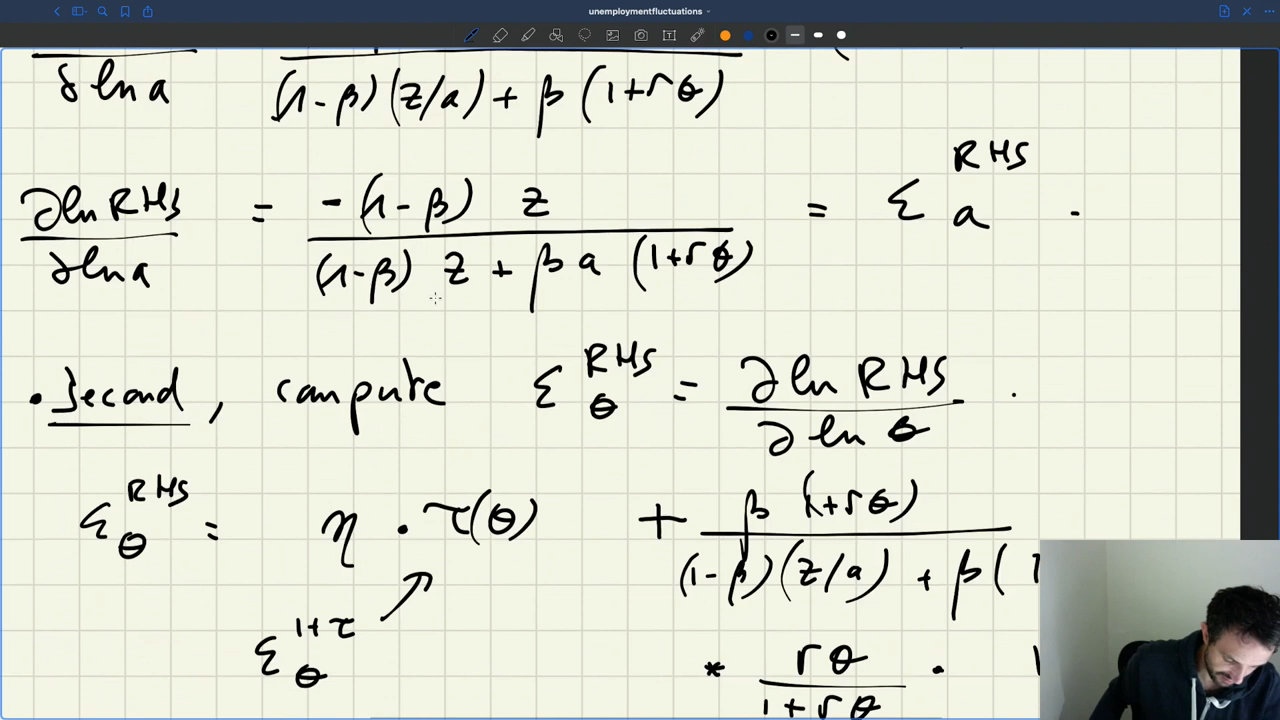 unemploymentfluctuations
∂ ln a
(1-β)(z/a) + β (1+rθ)
∂ ln RHS / ∂ ln a = -(1-β) z / (1-β) z + β a (1+rθ) = ε_a^RHS .
• Second, compute ε_θ^RHS = ∂ ln RHS / ∂ ln θ .
ε_θ^RHS = η · τ(θ) + β (1+rθ) / (1-β)(z/a) + β (
ε_θ^1+τ
* rθ / 1+rθ ·